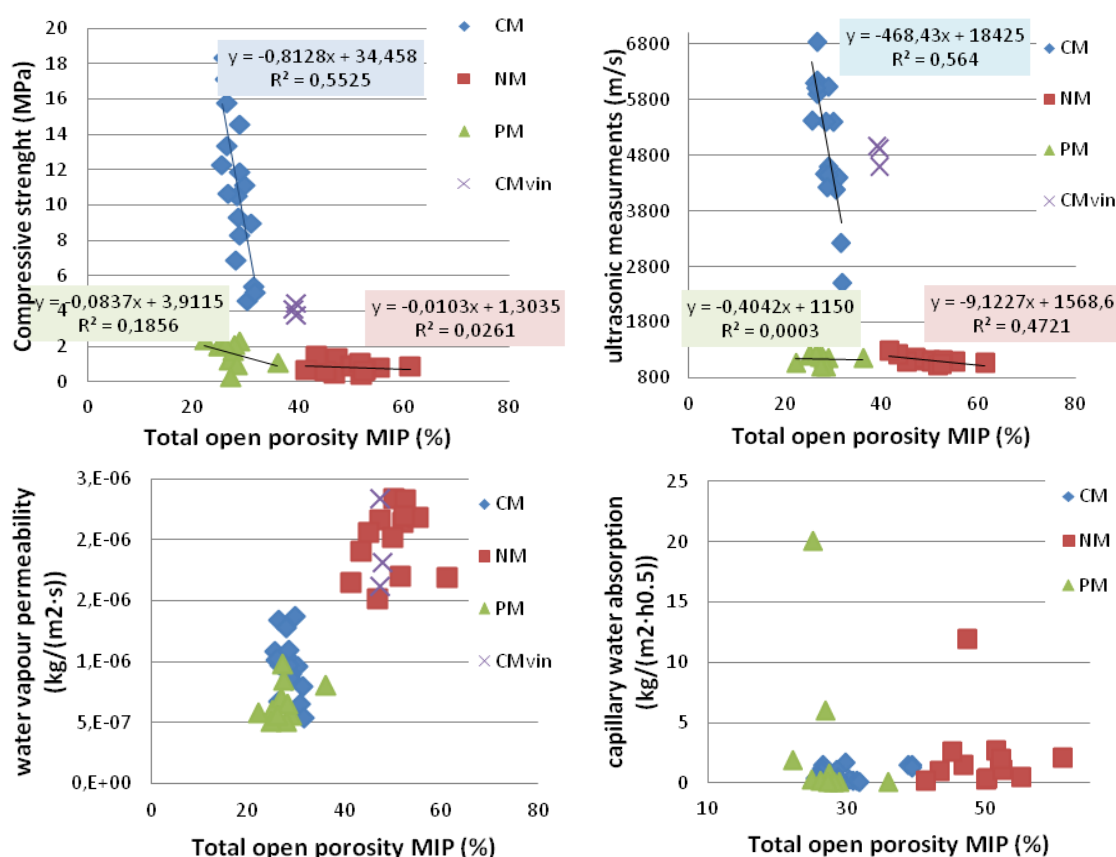 Compressive strenght (MPa)
20
18
16
14
12
10
8
6
4
2
0
y = -0,8128x + 34,458
R² = 0,5525
y = -0,0837x + 3,9115
R² = 0,1856
y = -0,0103x + 1,3035
R² = 0,0261
CM
NM
PM
CMvin
0 20 40 60 80
Total open porosity MIP (%)
ultrasonic measurments (m/s)
6800
5800
4800
3800
2800
1800
800
y = -468,43x + 18425
R² = 0,564
y = -0,4042x + 1150
R² = 0,0003
y = -9,1227x + 1568,6
R² = 0,4721
CM
NM
PM
CMvin
0 20 40 60 80
Total open porosity MIP (%)
water vapour permeability
(kg/(m2·s)
3,E-06
2,E-06
2,E-06
1,E-06
5,E-07
0,E+00
CM
NM
PM
CMvin
0 20 40 60 80
Total open porosity MIP (%)
capillary water absorption
(kg/(m2·h0.5))
25
20
15
10
5
0
CM
NM
PM
10 30 50
Total open porosity MIP (%)